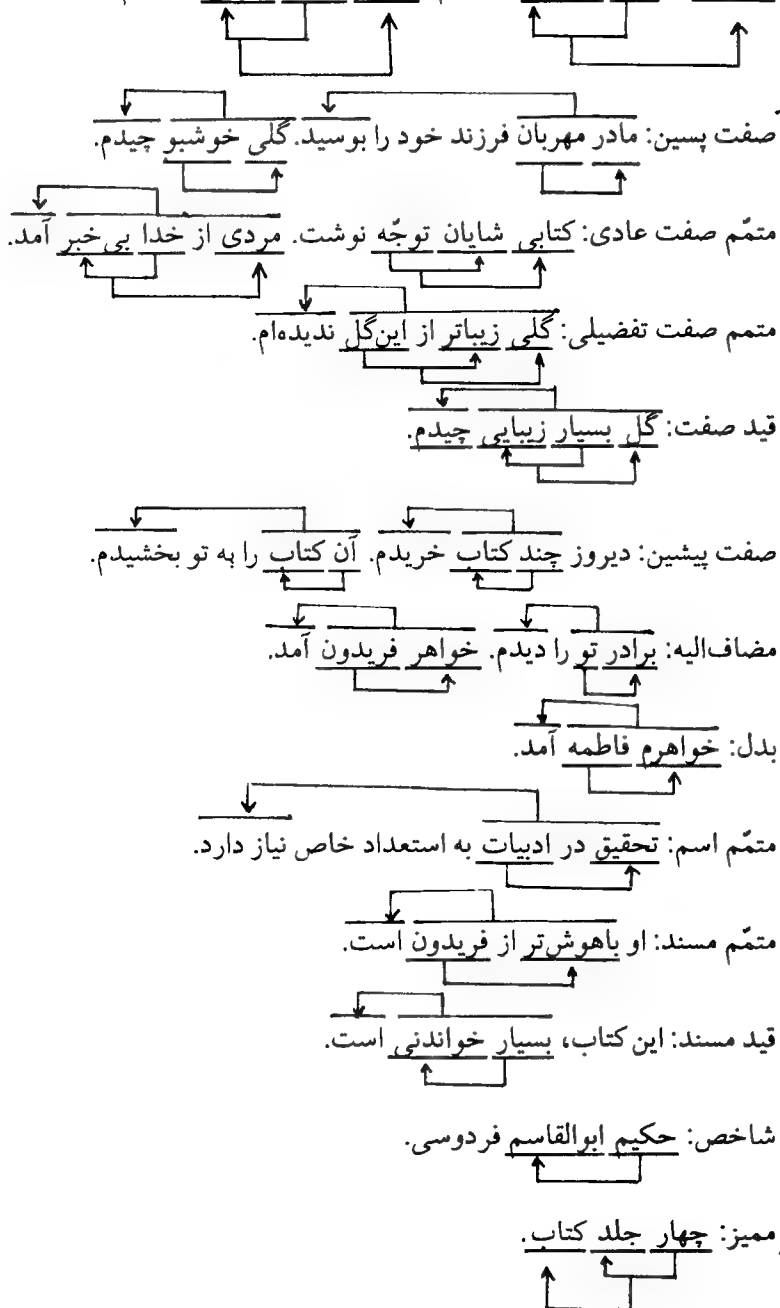 صفت پسین: مادر مهربان فرزند خود را بوسید. گلی خوشبو چیدم.
متمّم صفت عادی: کتابی شایان توجّه نوشت. مردی از خدا بی‌خبر آمد.
متمم صفت تفضیلی: گلی زیباتر از این‌گل ندیده‌ام.
قید صفت: گل بسیار زیبایی چیدم.
صفت پیشین: دیروز چند کتاب خریدم. آن کتاب را به تو بخشیدم.
مضاف‌الیه: برادر تو را دیدم. خواهر فریدون آمد.
بدل: خواهرم فاطمه آمد.
متمّم اسم: تحقیق در ادبیات به استعداد خاص نیاز دارد.
متمّم مسند: او باهوش‌تر از فریدون است.
قید مسند: این کتاب، بسیار خواندنی است.
شاخص: حکیم ابوالقاسم فردوسی.
ممیز: چهار جلد کتاب.